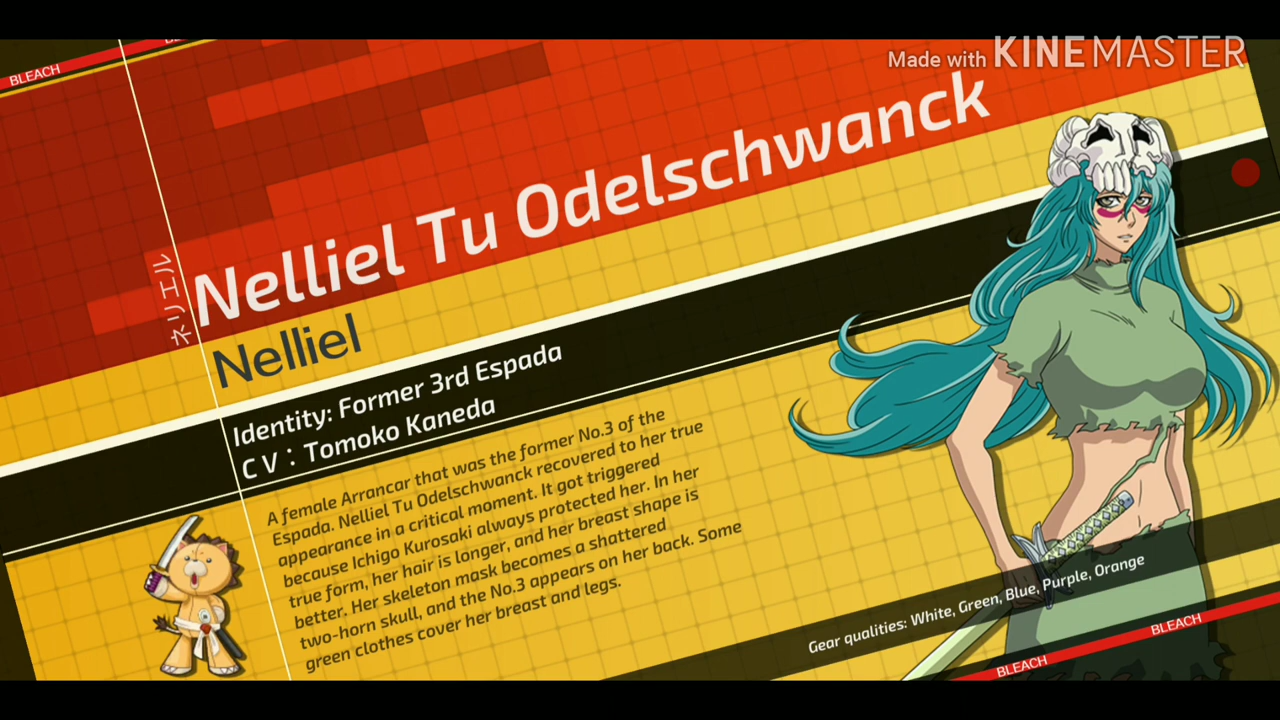 BLEACH
Made with KINEMASTER
Nelliel Tu Odelschwanck
ネリエル
Nelliel
Identity: Former 3rd Espada
CV：Tomoko Kaneda
A female Arrancar that was the former No.3 of the
Espada. Nelliel Tu Odelschwanck recovered to her true
appearance in a critical moment. It got triggered
because Ichigo Kurosaki always protected her. In her
true form, her hair is longer, and her breast shape is
better. Her skeleton mask becomes a shattered
two-horn skull, and the No.3 appears on her back. Some
green clothes cover her breast and legs.
Gear qualities: White, Green, Blue, Purple, Orange
BLEACH
BLEACH